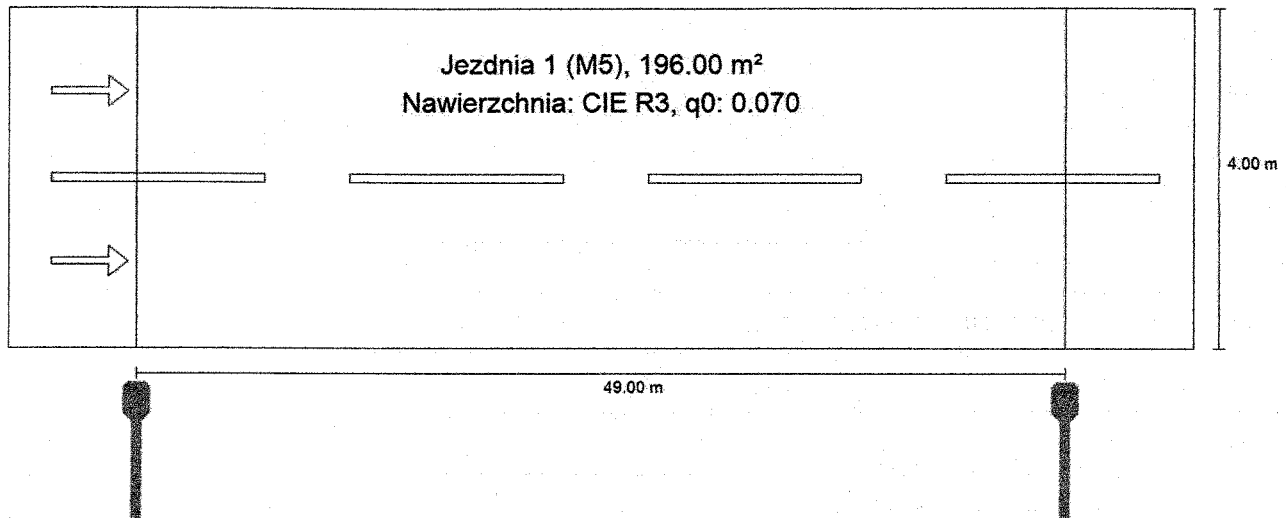 Jezdnia 1 (M5), 196.00 m²
Nawierzchnia: CIE R3, q0: 0.070
4.00 m
49.00 m